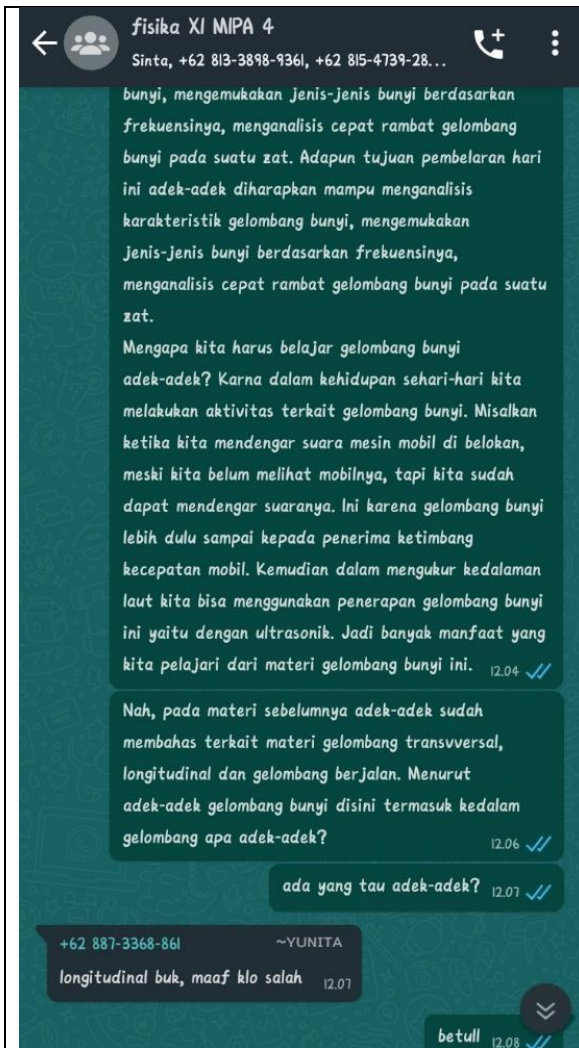 fisika XI MIPA 4
Sinta, +62 813-3898-9361, +62 815-4739-28...
bunyi, mengemukakan jenis-jenis bunyi berdasarkan
frekuensinya, menganalisis cepat rambat gelombang
bunyi pada suatu zat. Adapun tujuan pembelaran hari
ini adek-adek diharapkan mampu menganalisis
karakteristik gelombang bunyi, mengemukakan
jenis-jenis bunyi berdasarkan frekuensinya,
menganalisis cepat rambat gelombang bunyi pada suatu
zat.
Mengapa kita harus belajar gelombang bunyi
adek-adek? Karna dalam kehidupan sehari-hari kita
melakukan aktivitas terkait gelombang bunyi. Misalkan
ketika kita mendengar suara mesin mobil di belokan,
meski kita belum melihat mobilnya, tapi kita sudah
dapat mendengar suaranya. Ini karena gelombang bunyi
lebih dulu sampai kepada penerima ketimbang
kecepatan mobil. Kemudian dalam mengukur kedalaman
laut kita bisa menggunakan penerapan gelombang bunyi
ini yaitu dengan ultrasonik. Jadi banyak manfaat yang
kita pelajari dari materi gelombang bunyi ini. 12.04
Nah, pada materi sebelumnya adek-adek sudah
membahas terkait materi gelombang transvversal,
longitudinal dan gelombang berjalan. Menurut
adek-adek gelombang bunyi disini termasuk kedalam
gelombang apa adek-adek? 12.06
ada yang tau adek-adek? 12.07
+62 887-3368-861 ~YUNITA
longitudinal buk, maaf klo salah 12.07
betull 12.08